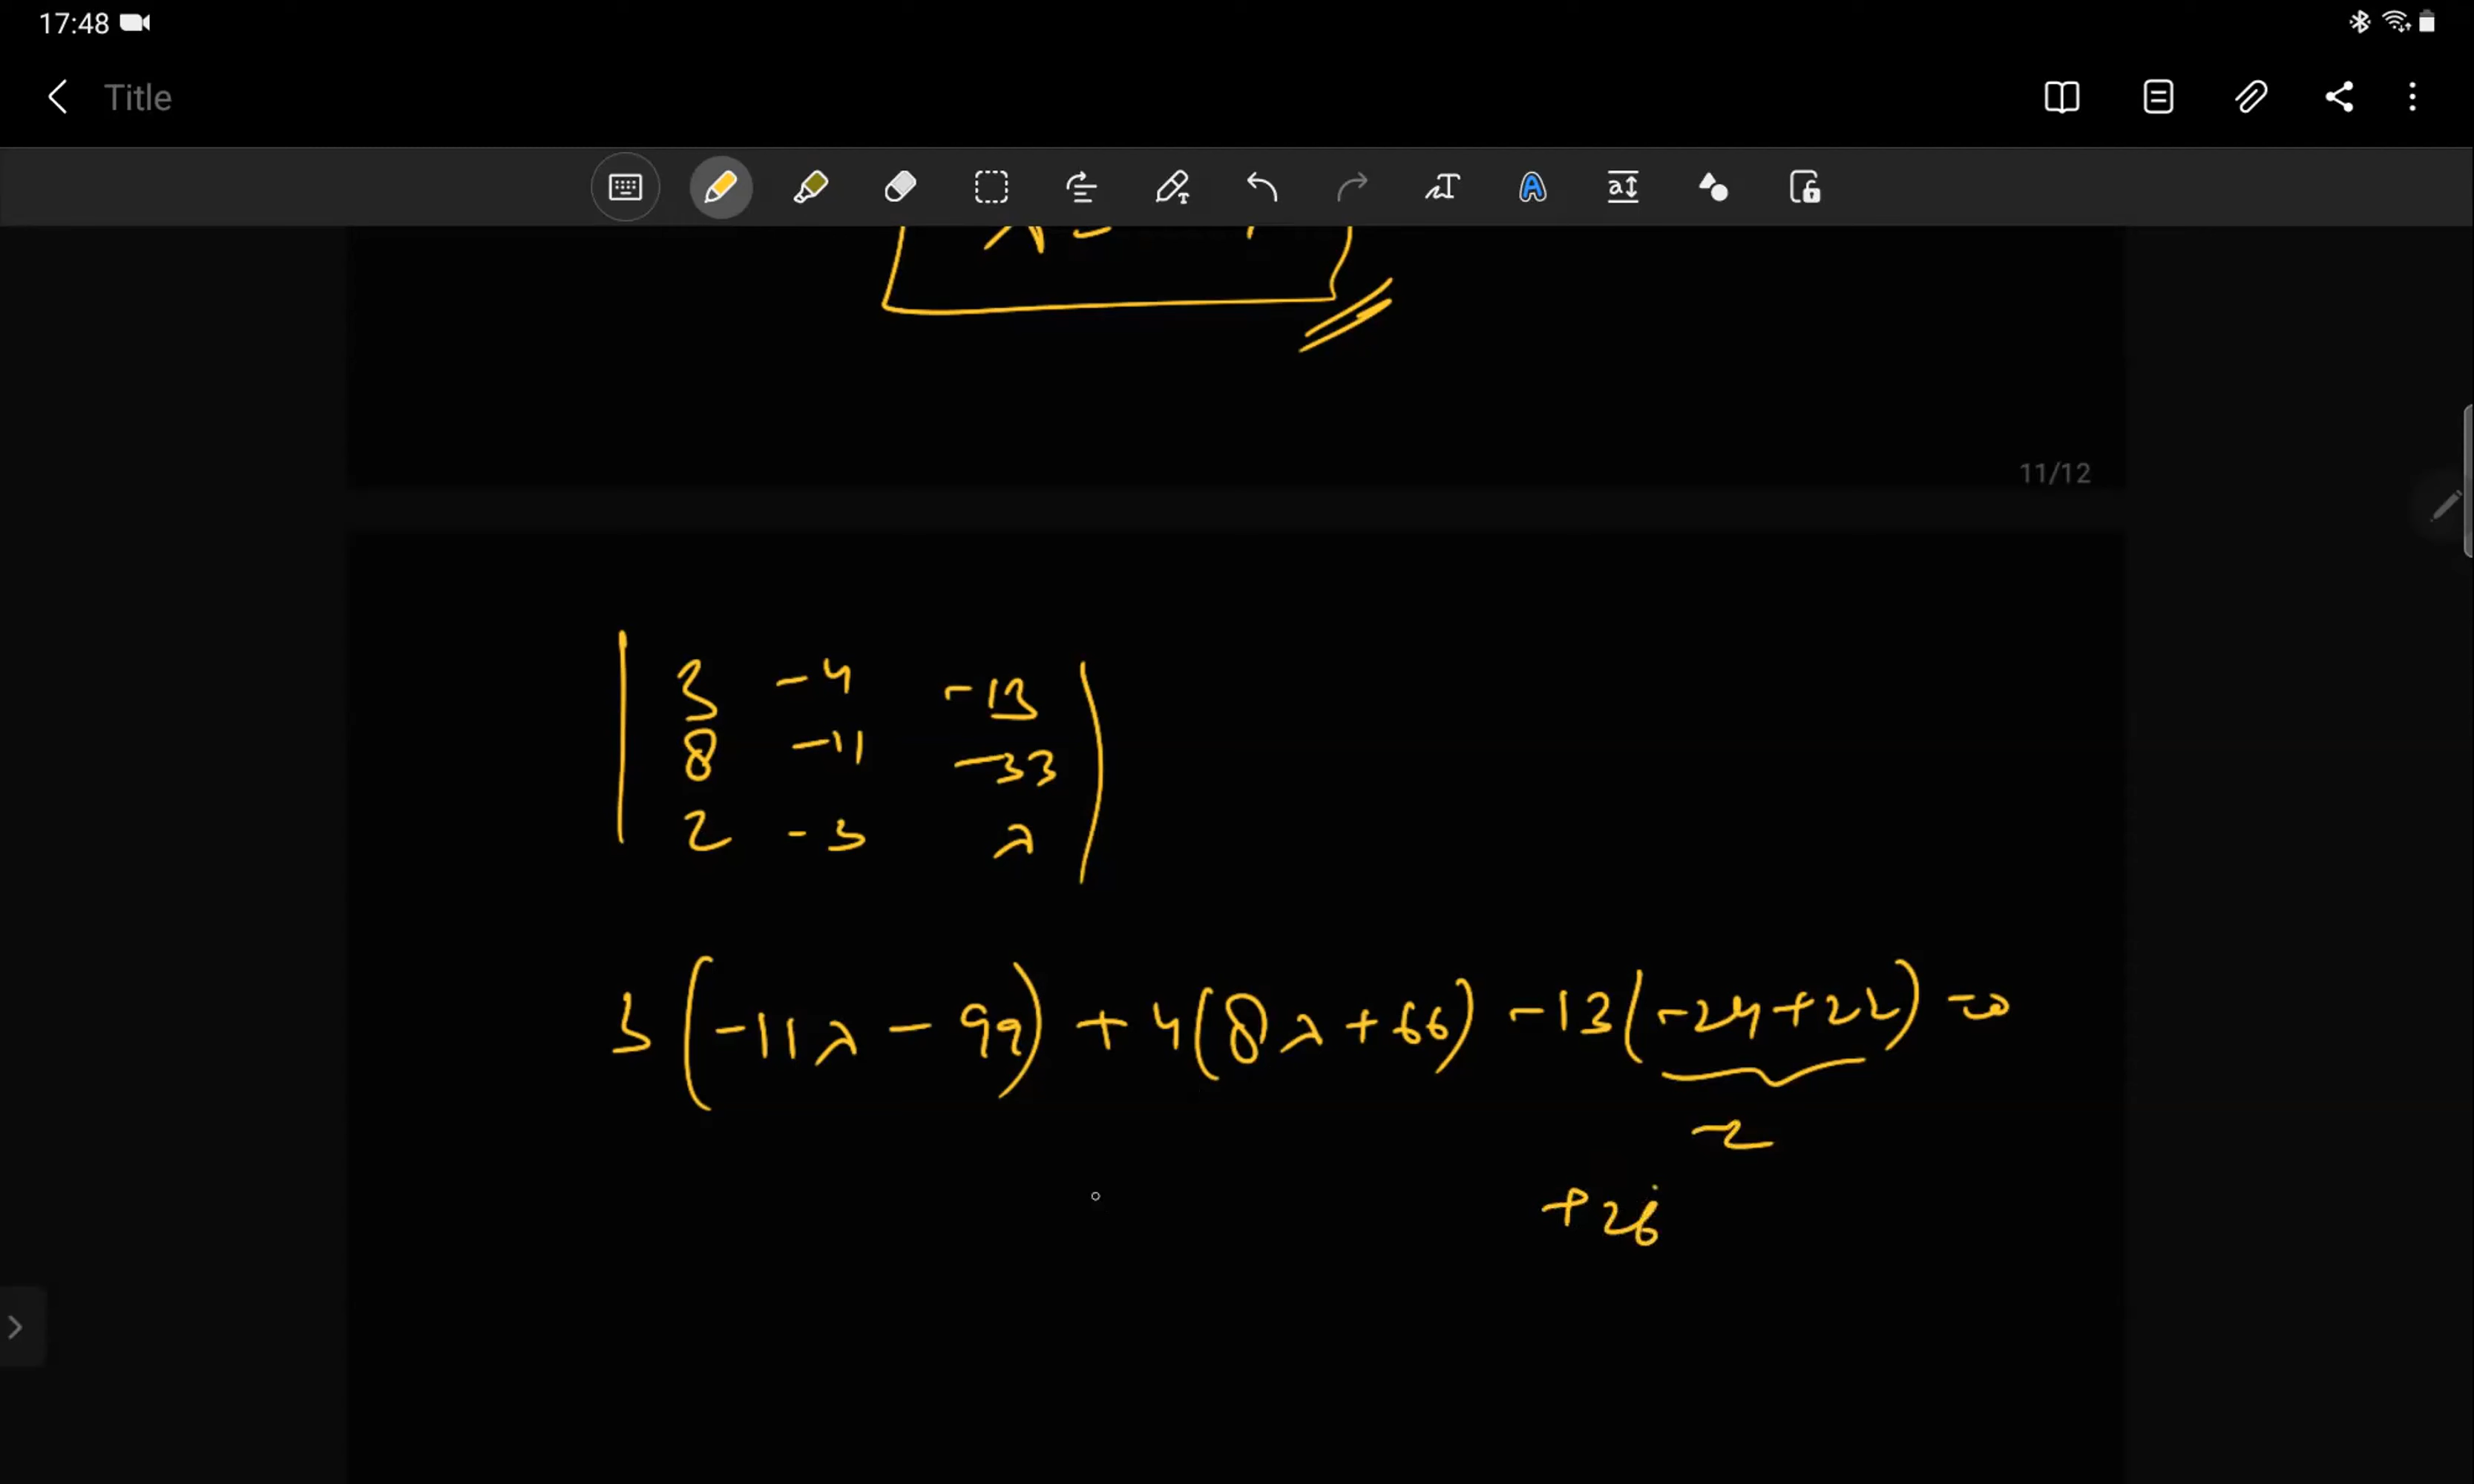 17:48
Title
λ =
11/12
3 -4 -13
8 -11 -33
2 -3 λ
3(-11λ - 99) + 4(8λ + 66) - 13(-24 + 22) = 0
-2
+26